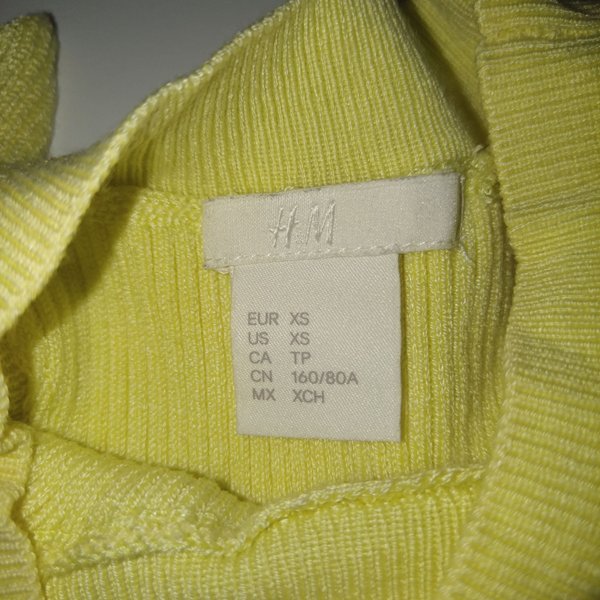 H&M
EUR XS
US XS
CA TP
CN 160/80A
MX XCH